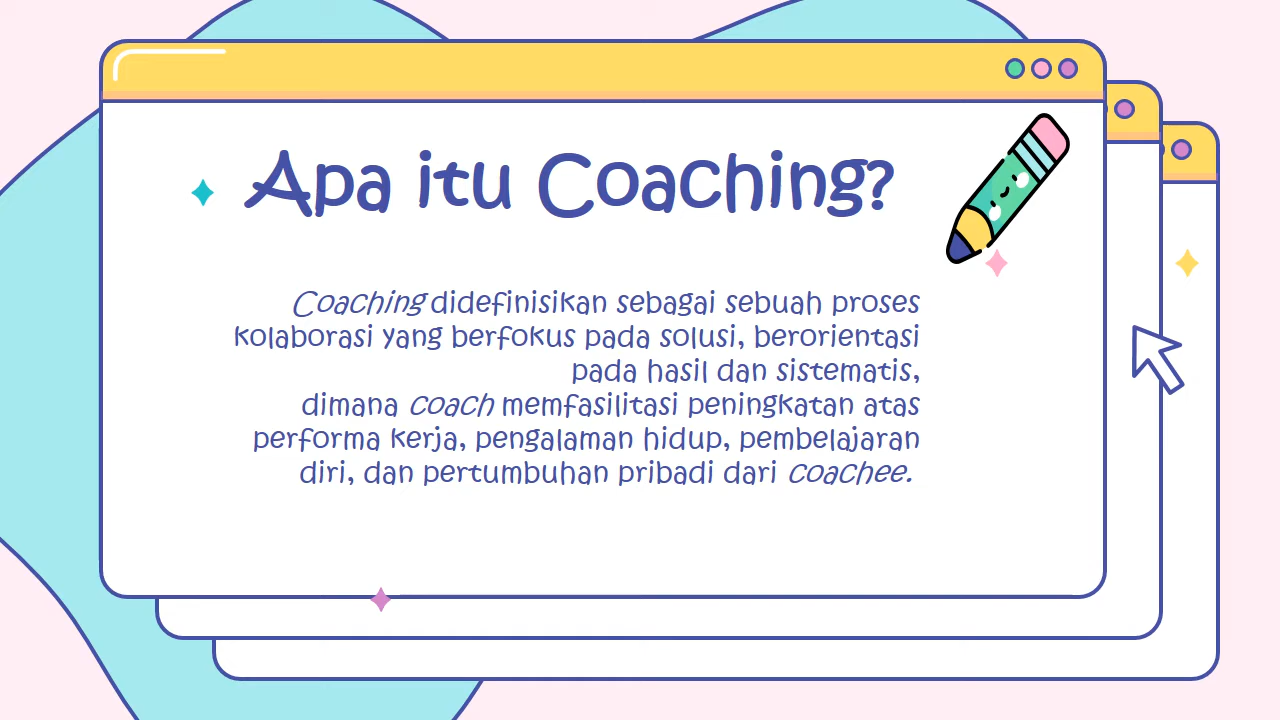 Apa itu Coaching?
Coaching didefinisikan sebagai sebuah proses
kolaborasi yang berfokus pada solusi, berorientasi
pada hasil dan sistematis,
dimana coach memfasilitasi peningkatan atas
performa kerja, pengalaman hidup, pembelajaran
diri, dan pertumbuhan pribadi dari coachee.